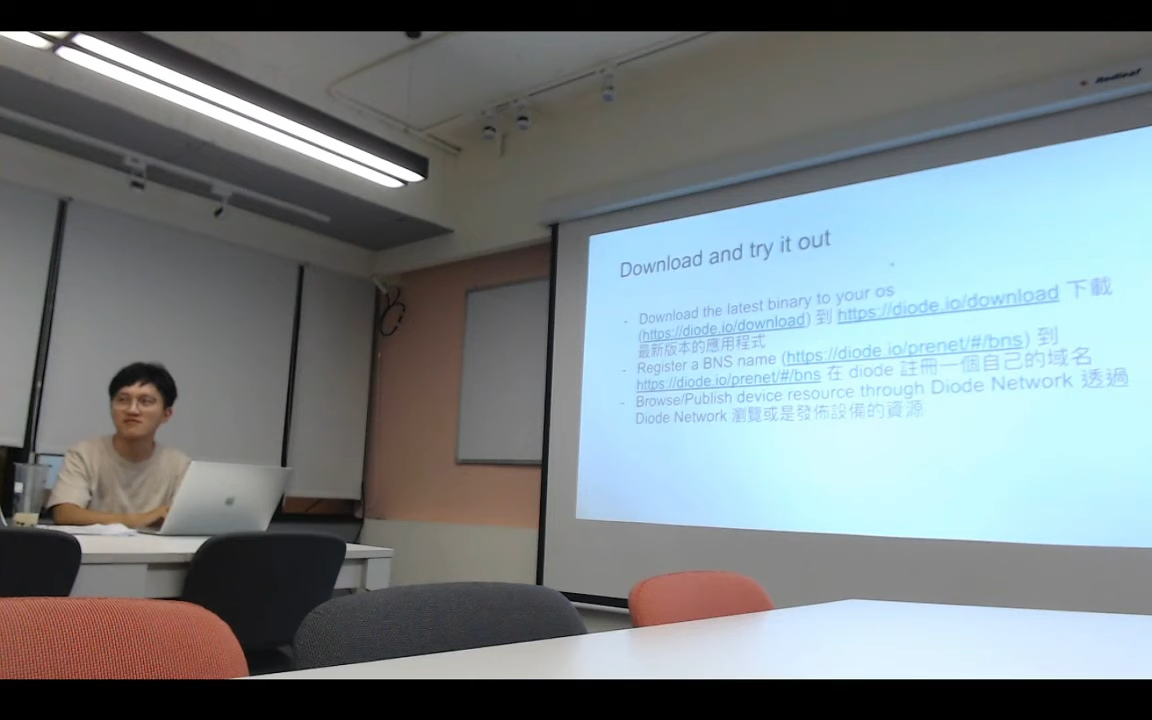 Redleaf
Download and try it out
- Download the latest binary to your os
(https://diode.io/download) 到 https://diode.io/download 下載
最新版本的應用程式
- Register a BNS name (https://diode.io/prenet/#/bns) 到
https://diode.io/prenet/#/bns 在 diode 註冊一個自己的域名
- Browse/Publish device resource through Diode Network 透過
Diode Network 瀏覽或是發佈設備的資源